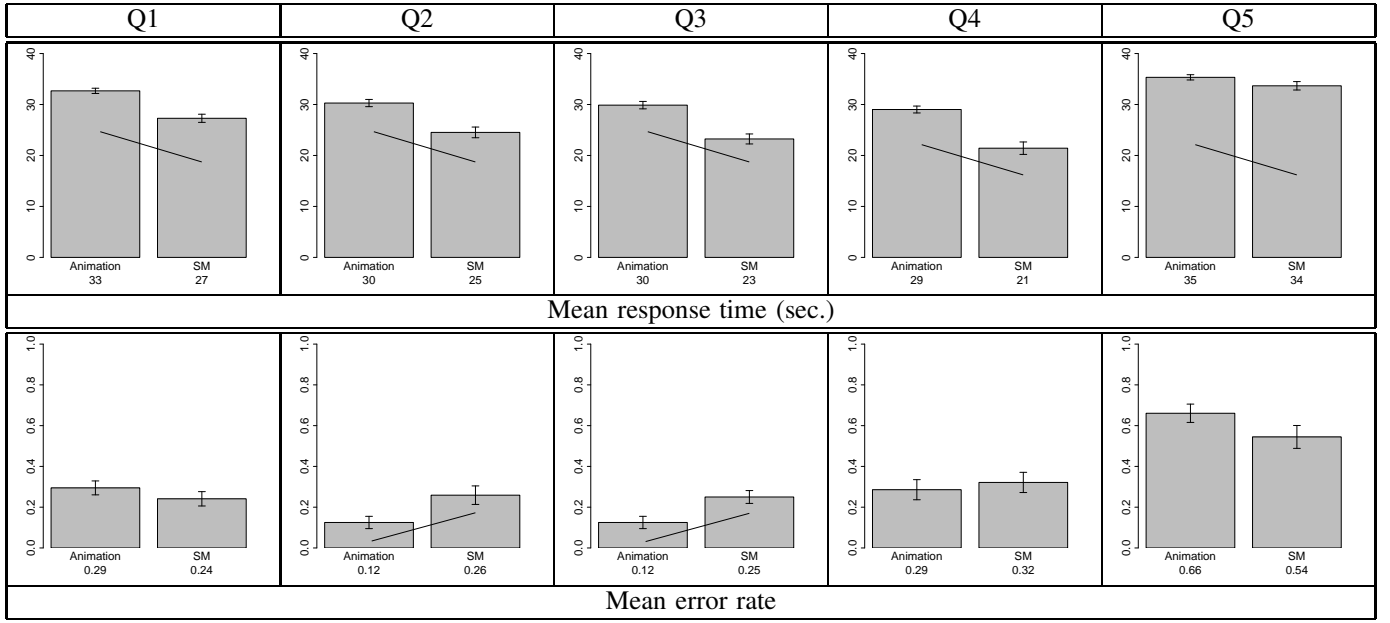 Q1 Q2 Q3 Q4 Q5
0 10 20 30 40
Animation SM
33 27
0 10 20 30 40
Animation SM
30 25
0 10 20 30 40
Animation SM
30 23
0 10 20 30 40
Animation SM
29 21
0 10 20 30 40
Animation SM
35 34
Mean response time (sec.)
0.0 0.2 0.4 0.6 0.8 1.0
Animation SM
0.29 0.24
0.0 0.2 0.4 0.6 0.8 1.0
Animation SM
0.12 0.26
0.0 0.2 0.4 0.6 0.8 1.0
Animation SM
0.12 0.25
0.0 0.2 0.4 0.6 0.8 1.0
Animation SM
0.29 0.32
0.0 0.2 0.4 0.6 0.8 1.0
Animation SM
0.66 0.54
Mean error rate